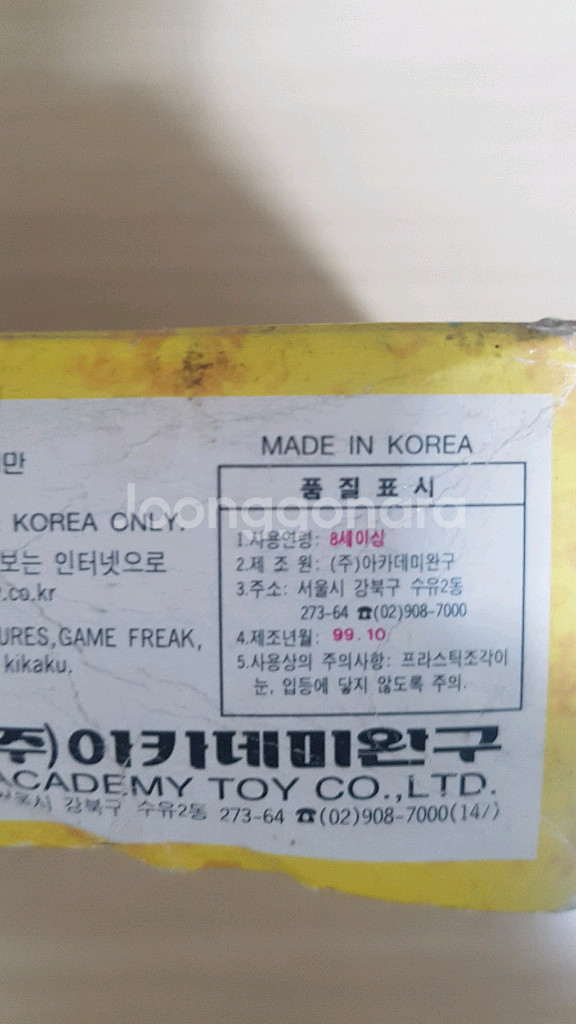 MADE IN KOREA
품질표시
1.사용연령: 8세이상
2.제 조 원: (주)아카데미완구
3.주소: 서울시 강북구 수유2동
273-64 ☎(02)908-7000
4.제조년월: 99.10
5.사용상의 주의사항: 프라스틱조각이
눈, 입등에 닿지 않도록 주의.
만
KOREA ONLY.
보는 인터넷으로
.co.kr
URES,GAME FREAK,
kikaku.
주)아카데미완구
ACADEMY TOY CO.,LTD.
강북구 수유2동 273-64 ☎(02)908-7000(14/)
loonggonara